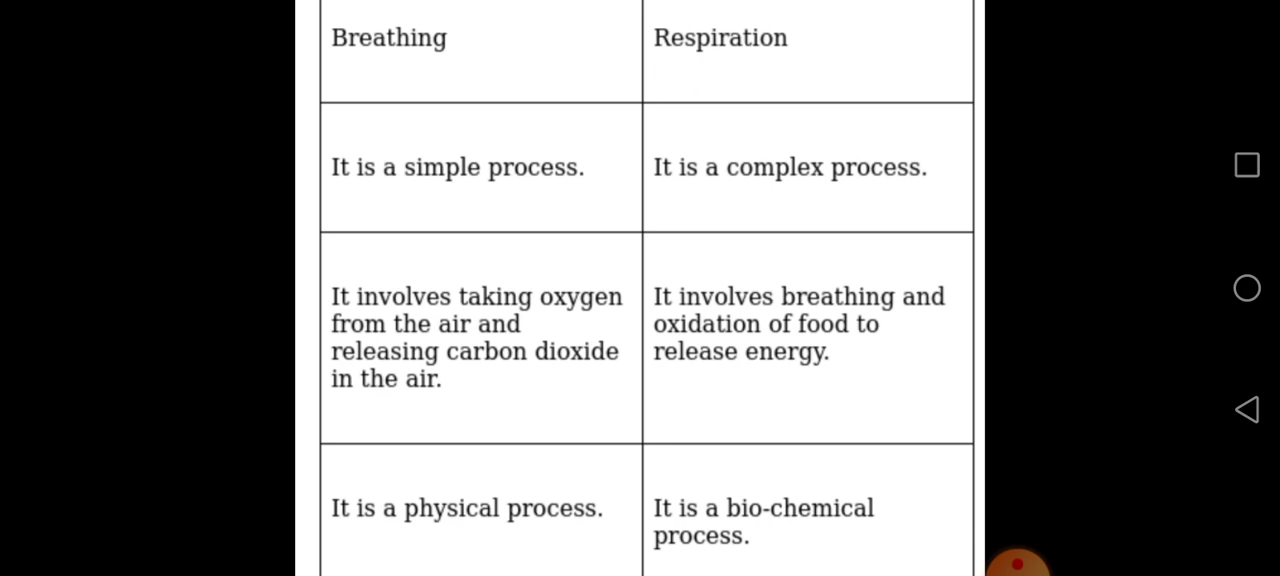 Breathing
Respiration
It is a simple process.
It is a complex process.
It involves taking oxygen
from the air and
releasing carbon dioxide
in the air.
It involves breathing and
oxidation of food to
release energy.
It is a physical process.
It is a bio-chemical
process.